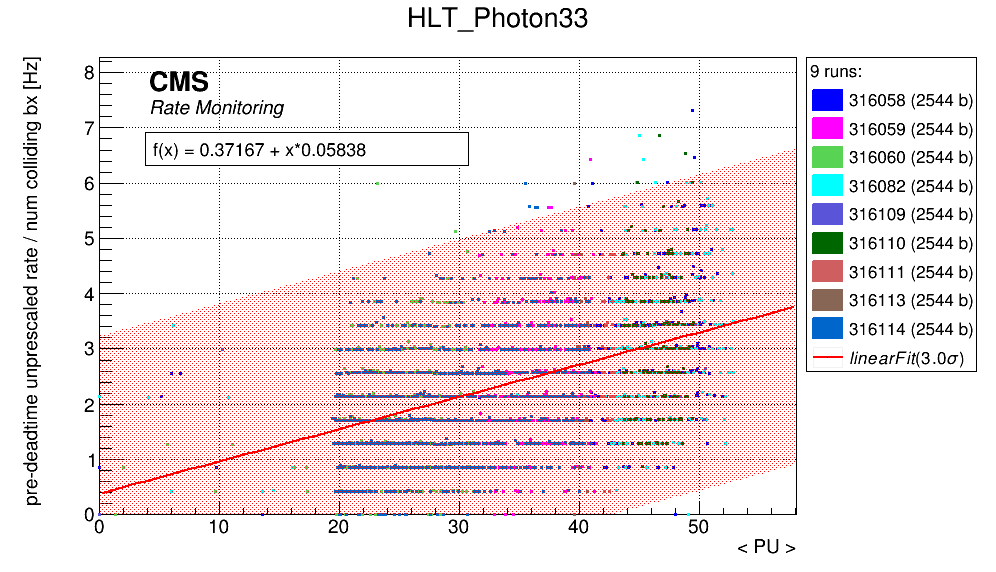 HLT_Photon33
pre-deadtime unprescaled rate / num colliding bx [Hz]
8
7
6
5
4
3
2
1
0
CMS
Rate Monitoring
f(x) = 0.37167 + x*0.05838
0 10 20 30 40 50
< PU >
9 runs:
316058 (2544 b)
316059 (2544 b)
316060 (2544 b)
316082 (2544 b)
316109 (2544 b)
316110 (2544 b)
316111 (2544 b)
316113 (2544 b)
316114 (2544 b)
linearFit(3.0σ)